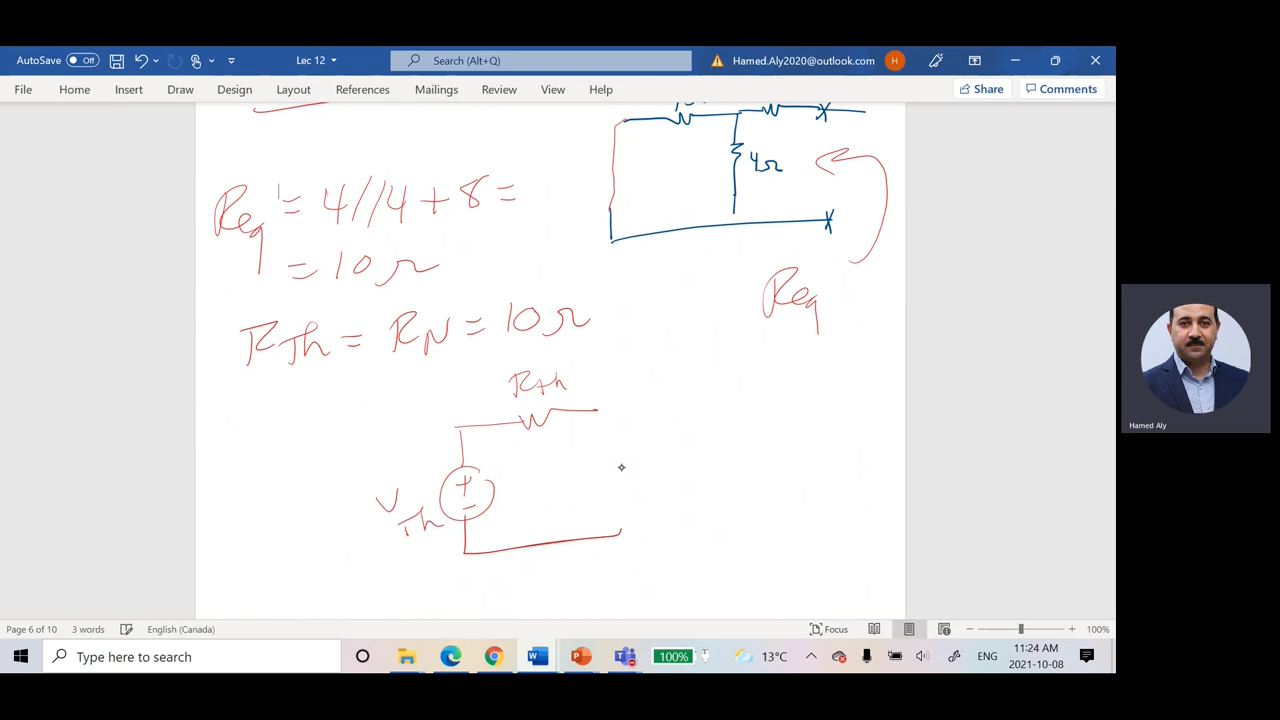 AutoSave Off
Lec 12
Search (Alt+Q)
Hamed.Aly2020@outlook.com
H
File Home Insert Draw Design Layout References Mailings Review View Help
Share Comments
4Ω
Req = 4//4 + 8 =
= 10 Ω
Req
RTh = RN = 10 Ω
Rth
+
-
VTh
Hamed Aly
Page 6 of 10 3 words English (Canada)
Focus
100%
Type here to search
100%
13°C
ENG
11:24 AM
2021-10-08